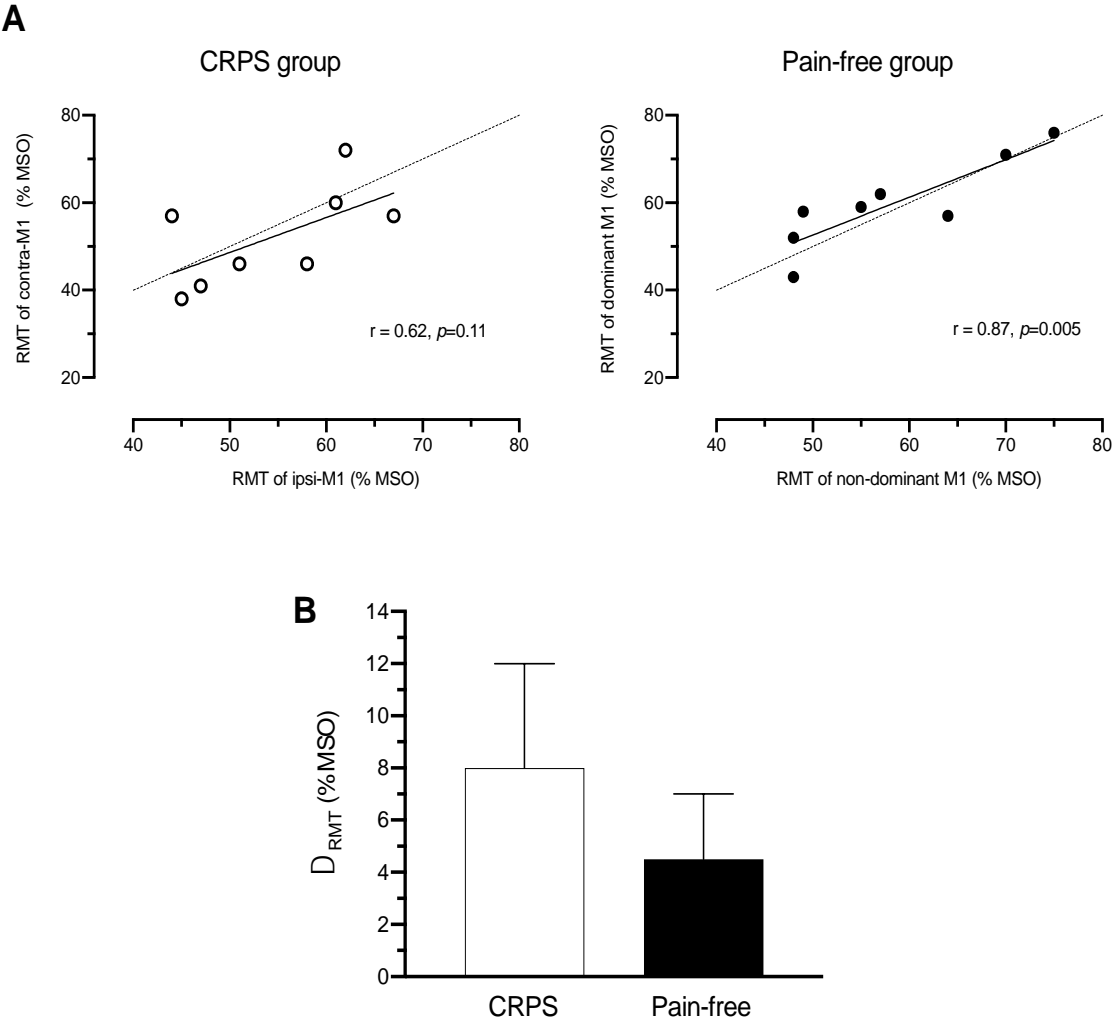 A
CRPS group
Pain-free group
RMT of contra-M1 (% MSO)
80
60
40
20
r = 0.62, p=0.11
40 50 60 70 80
RMT of ipsi-M1 (% MSO)
RMT of dominant M1 (% MSO)
80
60
40
20
r = 0.87, p=0.005
40 50 60 70 80
RMT of non-dominant M1 (% MSO)
B
D RMT (%MSO)
14
12
10
8
6
4
2
0
CRPS Pain-free